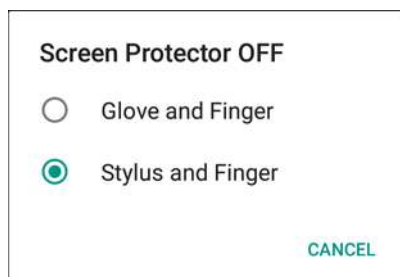 Screen Protector OFF
Glove and Finger
Stylus and Finger
CANCEL